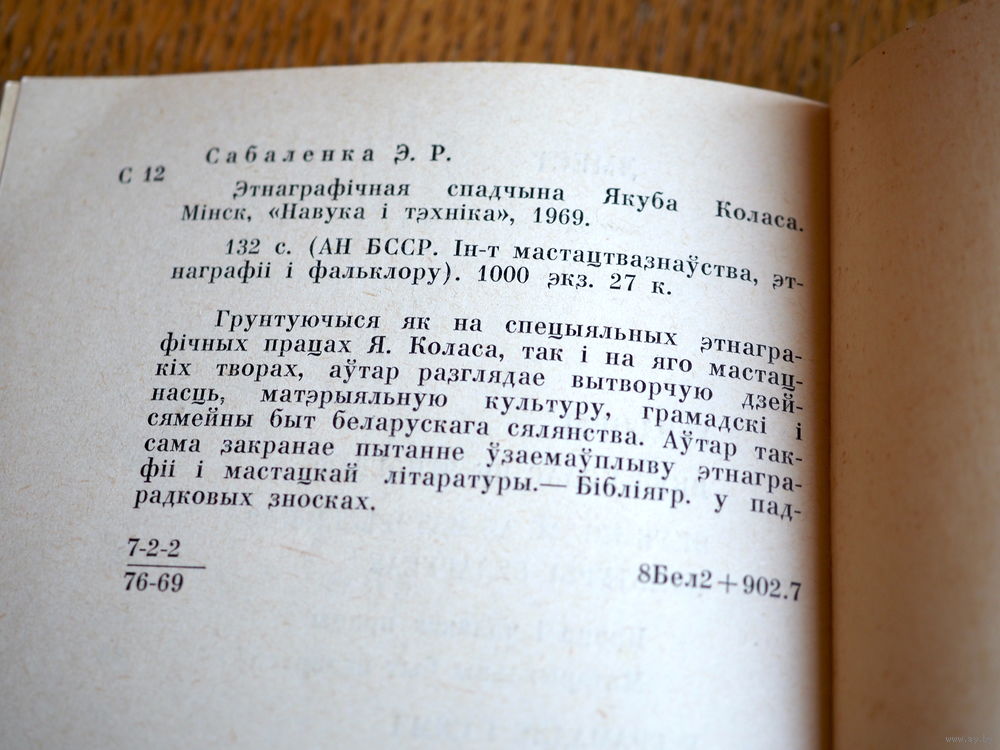 Сабаленка Э. Р.
С 12
Этнаграфічная спадчына Якуба Коласа.
Мінск, «Навука і тэхніка», 1969.
132 с. (АН БССР. Ін-т мастацтвазнаўства, эт-
награфіі і фальклору). 1000 экз. 27 к.
Грунтуючыся як на спецыяльных этнагра-
фічных працах Я. Коласа, так і на яго мастац-
кіх творах, аўтар разглядае вытворчую дзей-
насць, матэрыяльную культуру, грамадскі і
сямейны быт беларускага сялянства. Аўтар так-
сама закранае пытанне ўзаемаўплыву этнагра-
фіі і мастацкай літаратуры.— Бібліягр. у пад-
радковых зносках.
7-2-2
76-69
8Бел2+902.7